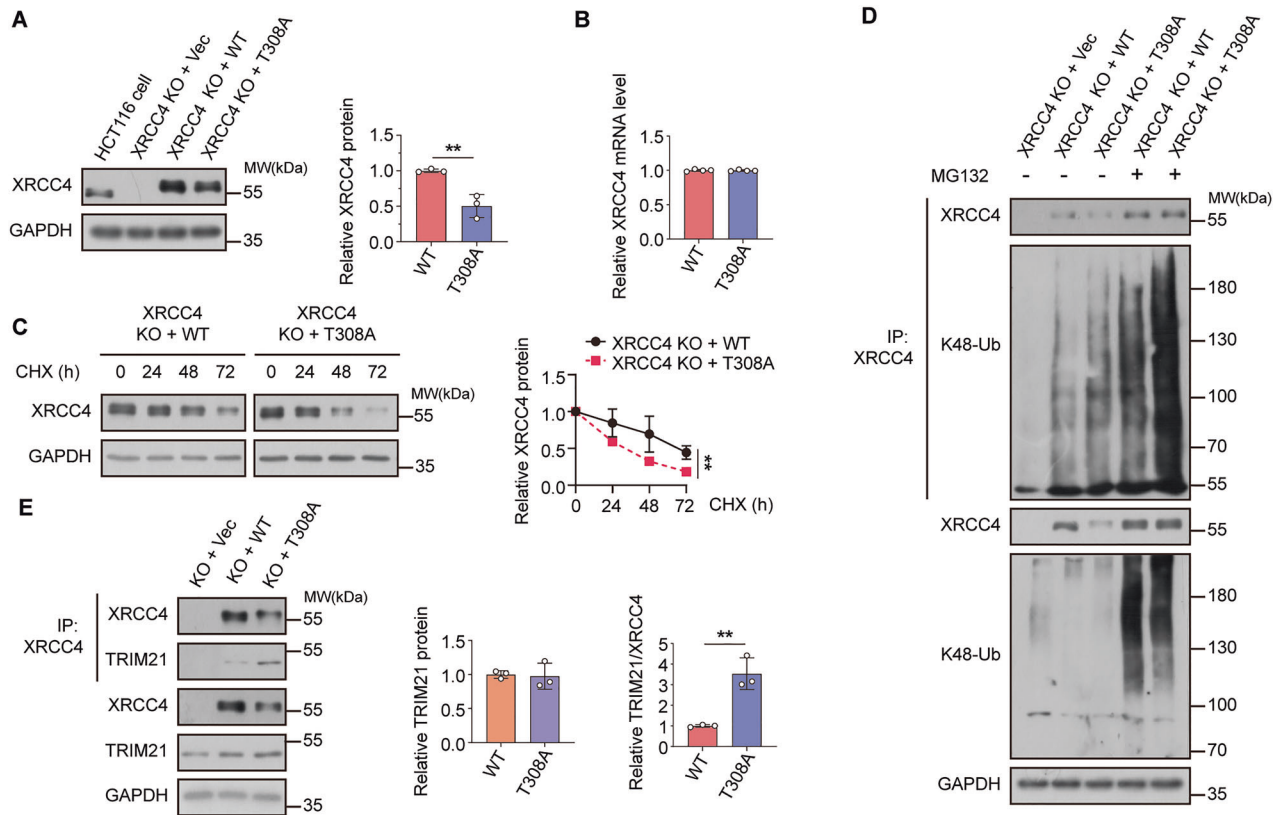 A
HCT116 cell
XRCC4 KO + Vec
XRCC4 KO + WT
XRCC4 KO + T308A
MW(kDa)
XRCC4
55
GAPDH
35
Relative XRCC4 protein
1.5
1.0
0.5
0.0
**
WT
T308A
B
Relative XRCC4 mRNA level
1.5
1.0
0.5
0.0
WT
T308A
C
XRCC4
KO + WT
XRCC4
KO + T308A
CHX (h) 0 24 48 72 0 24 48 72
MW(kDa)
XRCC4
55
GAPDH
35
XRCC4 KO + WT
XRCC4 KO + T308A
Relative XRCC4 protein
1.5
1.0
0.5
0.0
**
0 24 48 72 CHX (h)
D
XRCC4 KO + Vec
XRCC4 KO + WT
XRCC4 KO + T308A
XRCC4 KO + WT
XRCC4 KO + T308A
MG132 - - - + +
MW(kDa)
IP:
XRCC4
XRCC4
55
K48-Ub
180
130
100
70
55
XRCC4
55
K48-Ub
180
130
100
70
GAPDH
35
E
KO + Vec
KO + WT
KO + T308A
MW(kDa)
IP:
XRCC4
XRCC4
55
TRIM21
55
XRCC4
55
TRIM21
55
GAPDH
35
Relative TRIM21 protein
1.5
1.0
0.5
0.0
WT
T308A
Relative TRIM21/XRCC4
5
4
3
2
1
0
**
WT
T308A